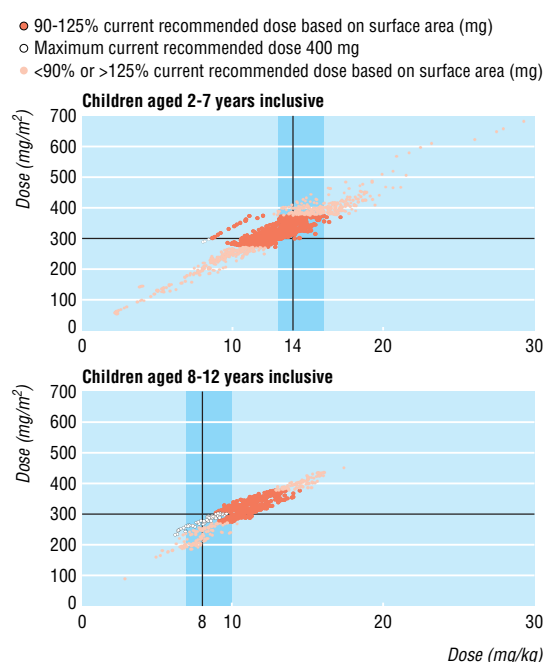 90-125% current recommended dose based on surface area (mg)
Maximum current recommended dose 400 mg
<90% or >125% current recommended dose based on surface area (mg)
Children aged 2-7 years inclusive
Dose (mg/m²)
700
600
500
400
300
200
100
0
0 10 14 20 30
Children aged 8-12 years inclusive
Dose (mg/m²)
700
600
500
400
300
200
100
0
0 8 10 20 30
Dose (mg/kg)